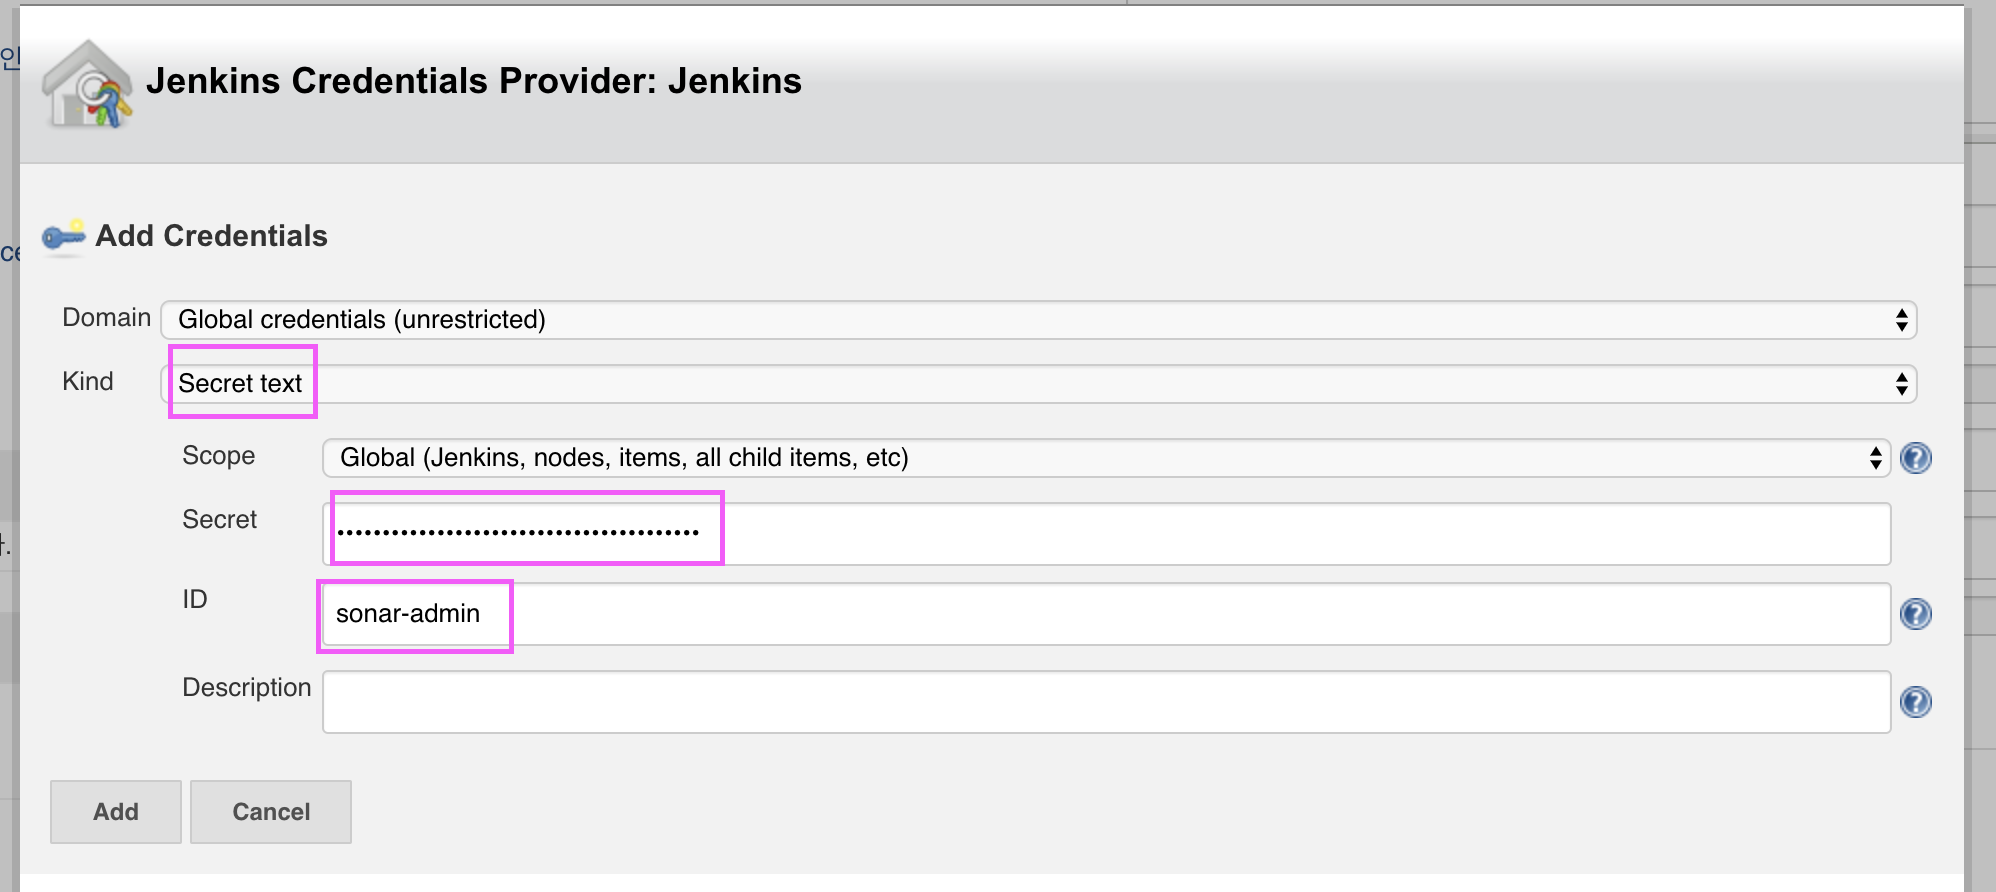 Jenkins Credentials Provider: Jenkins
Add Credentials
Domain Global credentials (unrestricted)
Kind Secret text
Scope Global (Jenkins, nodes, items, all child items, etc)
Secret ••••••••••••••••••••••••••••••••••••••••
ID sonar-admin
Description
Add Cancel